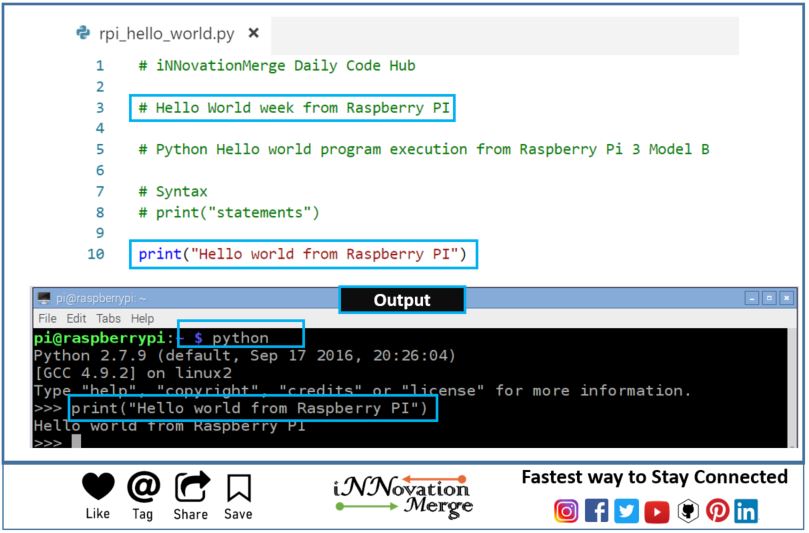 rpi_hello_world.py ×
1 # iNNovationMerge Daily Code Hub
2
3 # Hello World week from Raspberry PI
4
5 # Python Hello world program execution from Raspberry Pi 3 Model B
6
7 # Syntax
8 # print("statements")
9
10 print("Hello world from Raspberry PI")
pi@raspberrypi: ~
Output
File Edit Tabs Help
pi@raspberrypi:~ $ python
Python 2.7.9 (default, Sep 17 2016, 20:26:04)
[GCC 4.9.2] on linux2
Type "help", "copyright", "credits" or "license" for more information.
>>> print("Hello world from Raspberry PI")
Hello world from Raspberry PI
>>>
Like Tag Share Save
iNNovation
Merge
Fastest way to Stay Connected